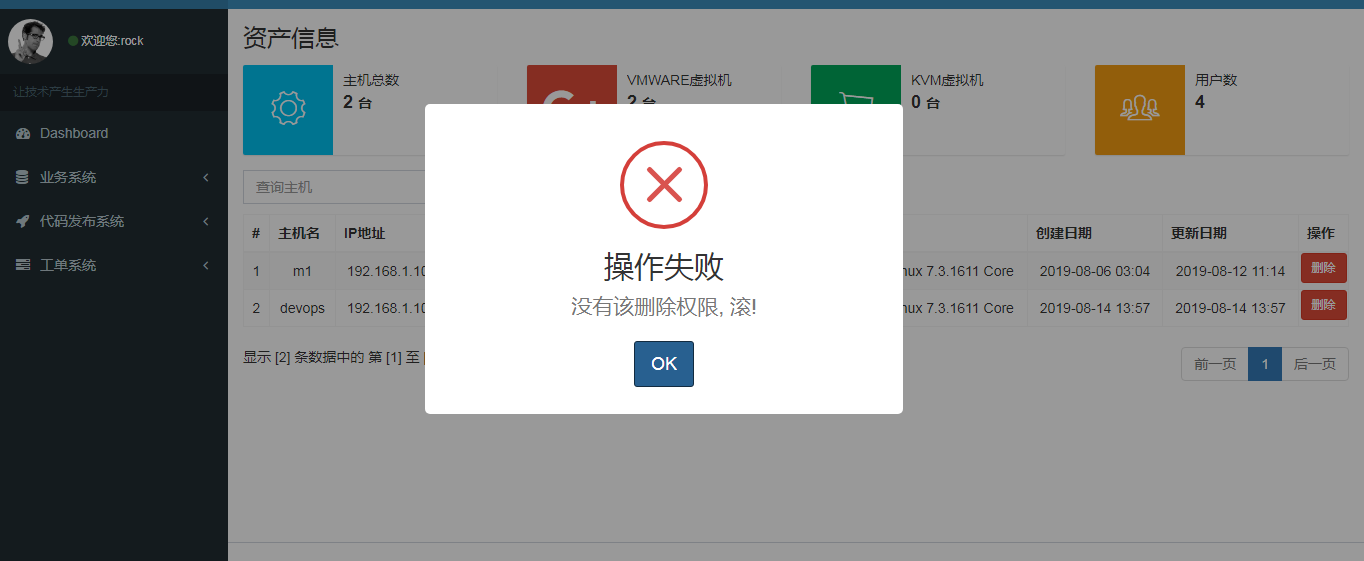 欢迎您:rock
让技术产生生产力
Dashboard
业务系统
代码发布系统
工单系统
资产信息
主机总数
2 台
VMWARE虚拟机
2 台
KVM虚拟机
0 台
用户数
4
查询主机
# 主机名 IP地址 创建日期 更新日期 操作
1 m1 192.168.1.10 nux 7.3.1611 Core 2019-08-06 03:04 2019-08-12 11:14 删除
2 devops 192.168.1.10 nux 7.3.1611 Core 2019-08-14 13:57 2019-08-14 13:57 删除
显示 [2] 条数据中的 第 [1] 至 [
前一页 1 后一页
操作失败
没有该删除权限, 滚!
OK